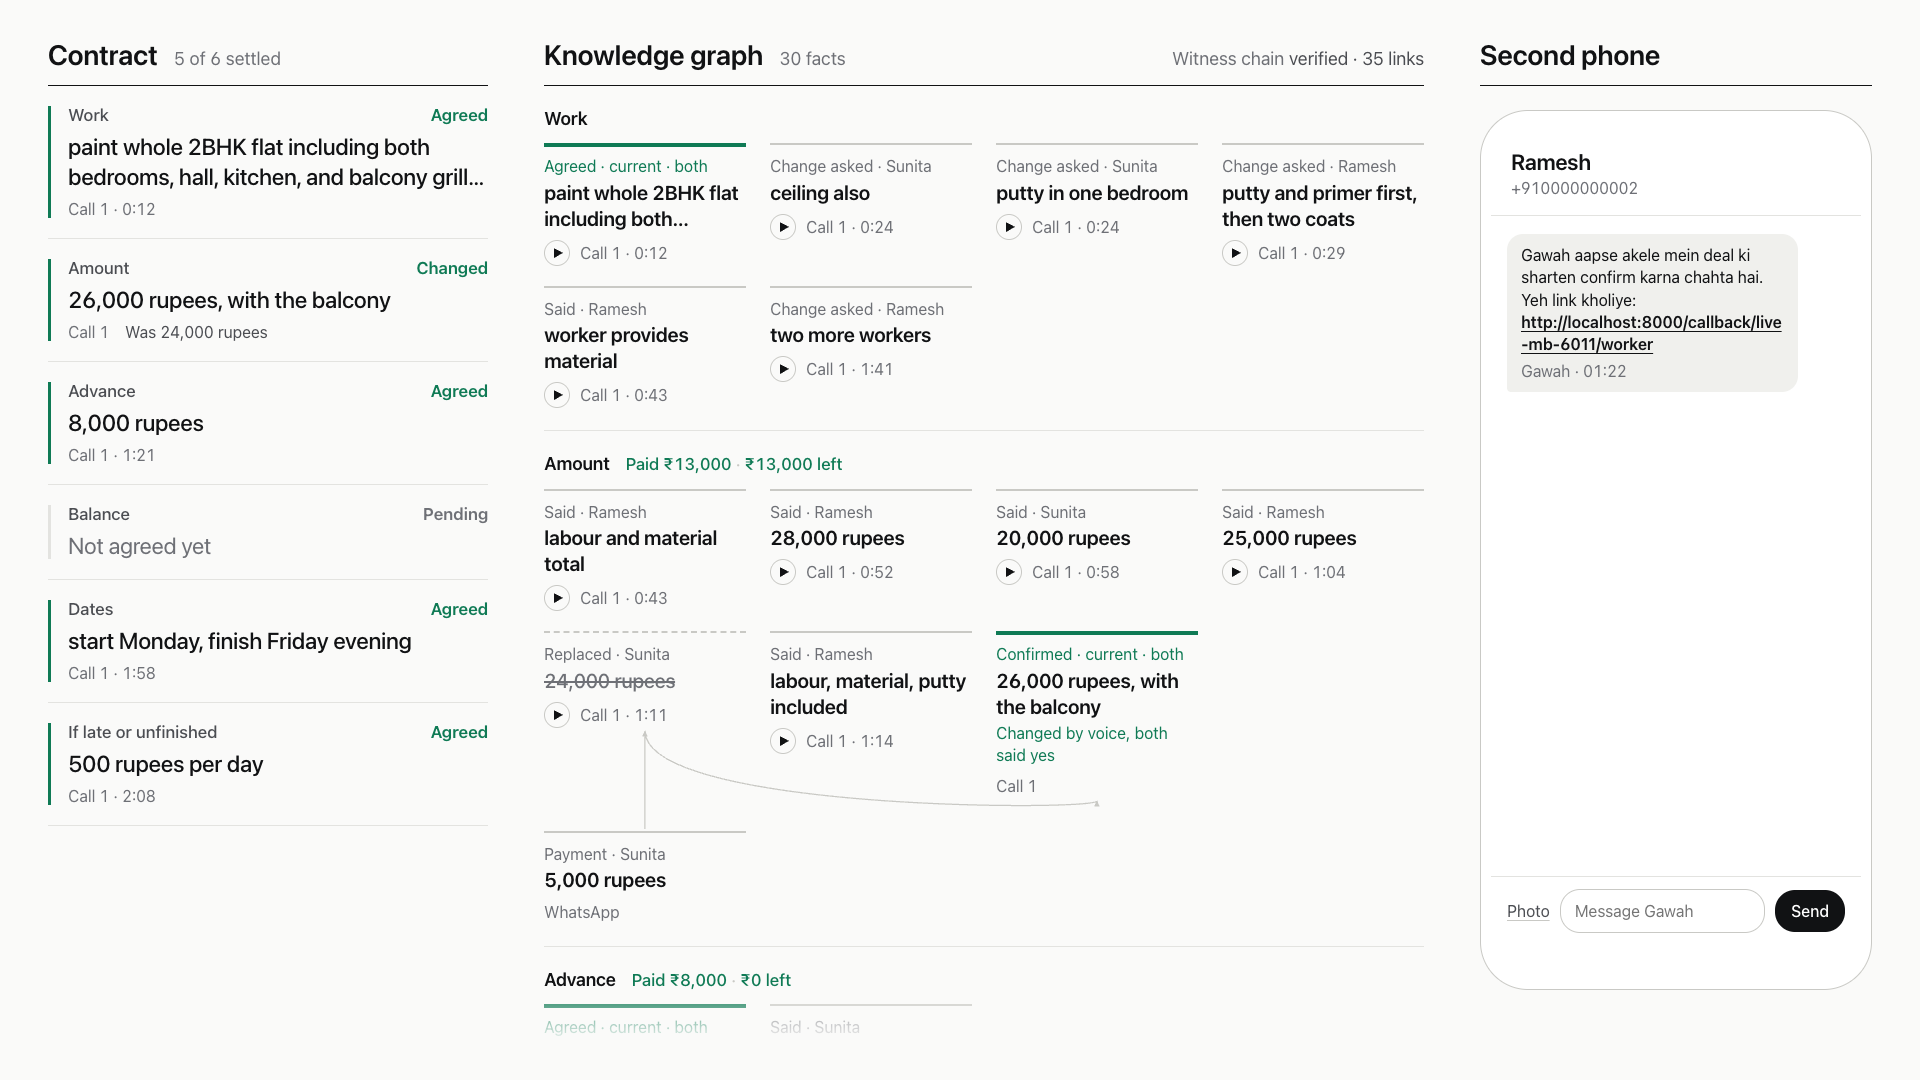 Contract 5 of 6 settled
Work Agreed
paint whole 2BHK flat including both
bedrooms, hall, kitchen, and balcony grill...
Call 1 · 0:12
Amount Changed
26,000 rupees, with the balcony
Call 1 Was 24,000 rupees
Advance Agreed
8,000 rupees
Call 1 · 1:21
Balance Pending
Not agreed yet
Dates Agreed
start Monday, finish Friday evening
Call 1 · 1:58
If late or unfinished Agreed
500 rupees per day
Call 1 · 2:08
Knowledge graph 30 facts Witness chain verified · 35 links
Work
Agreed · current · both
paint whole 2BHK flat
including both...
Call 1 · 0:12
Change asked · Sunita
ceiling also
Call 1 · 0:24
Change asked · Sunita
putty in one bedroom
Call 1 · 0:24
Change asked · Ramesh
putty and primer first,
then two coats
Call 1 · 0:29
Said · Ramesh
worker provides
material
Call 1 · 0:43
Change asked · Ramesh
two more workers
Call 1 · 1:41
Amount Paid ₹13,000 · ₹13,000 left
Said · Ramesh
labour and material
total
Call 1 · 0:43
Said · Ramesh
28,000 rupees
Call 1 · 0:52
Said · Sunita
20,000 rupees
Call 1 · 0:58
Said · Ramesh
25,000 rupees
Call 1 · 1:04
Replaced · Sunita
24,000 rupees
Call 1 · 1:11
Said · Ramesh
labour, material, putty
included
Call 1 · 1:14
Confirmed · current · both
26,000 rupees, with
the balcony
Changed by voice, both
said yes
Call 1
Payment · Sunita
5,000 rupees
WhatsApp
Advance Paid ₹8,000 · ₹0 left
Agreed · current · both
Said · Sunita
Second phone
Ramesh
+910000000002
Gawah aapse akele mein deal ki
sharten confirm karna chahta hai.
Yeh link kholiye:
http://localhost:8000/callback/live
-mb-6011/worker
Gawah · 01:22
Photo Message Gawah Send